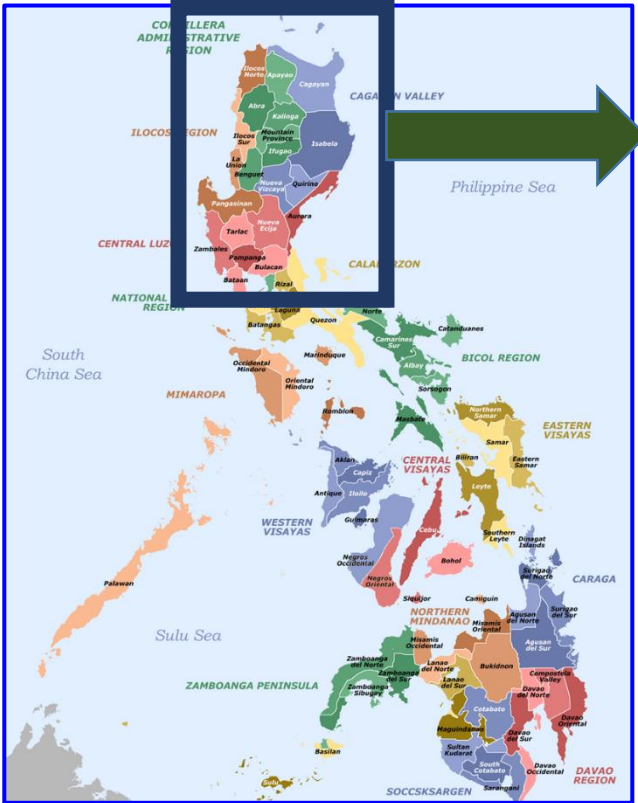 CORDILLERA
ADMINISTRATIVE
REGION
Ilocos
Norto
Apayao
Cagayan
CAGAYAN VALLEY
Abra
Kalinga
ILOCOS REGION
Ilocos
Sur
Mountain
Province
Isabela
Ifugao
La
Union
Benguet
Nueva
Vizcaya
Quirino
Philippine Sea
Pangasinan
Aurora
Nueva
Ecija
Tarlac
CENTRAL LUZO
Zambales
Pampanga
Bulacan
CALABARZON
Bataan
Rizal
NATIONAL
REGION
Laguna
Batangas
Quezon
Norte
Catanduanes
Camarines
Sur
South
China Sea
Marinduque
Albay
BICOL REGION
Occidental
Mindoro
Oriental
Mindoro
Sorsogon
MIMAROPA
Romblon
Masbate
Northern
Samar
EASTERN
VISAYAS
Samar
Aklan
CENTRAL
VISAYAS
Biliran
Eastern
Samar
Capiz
Antique
Iloilo
Leyte
WESTERN
VISAYAS
Guimaras
Cebu
Southern
Leyte
Dinagat
Islands
Negros
Occidental
Bohol
Surigao
del Norte
CARAGA
Palawan
Negros
Oriental
Siquijor
Camiguin
Agusan
del Norte
Surigao
del Sur
NORTHERN
MINDANAO
Misamis
Oriental
Sulu Sea
Misamis
Occidental
Agusan
del Sur
Zamboanga
del Norte
Lanao
del Norte
Bukidnon
ZAMBOANGA PENINSULA
Zamboanga
del Sur
Lanao
del Sur
Compostela
Valley
Zamboanga
Sibugay
Davao
del Norte
Cotabato
Maguindanao
Davao
Oriental
Davao
del Sur
Basilan
Sultan
Kudarat
South
Cotabato
Davao
Occidental
DAVAO
REGION
Sulu
Sarangani
SOCCSKSARGEN